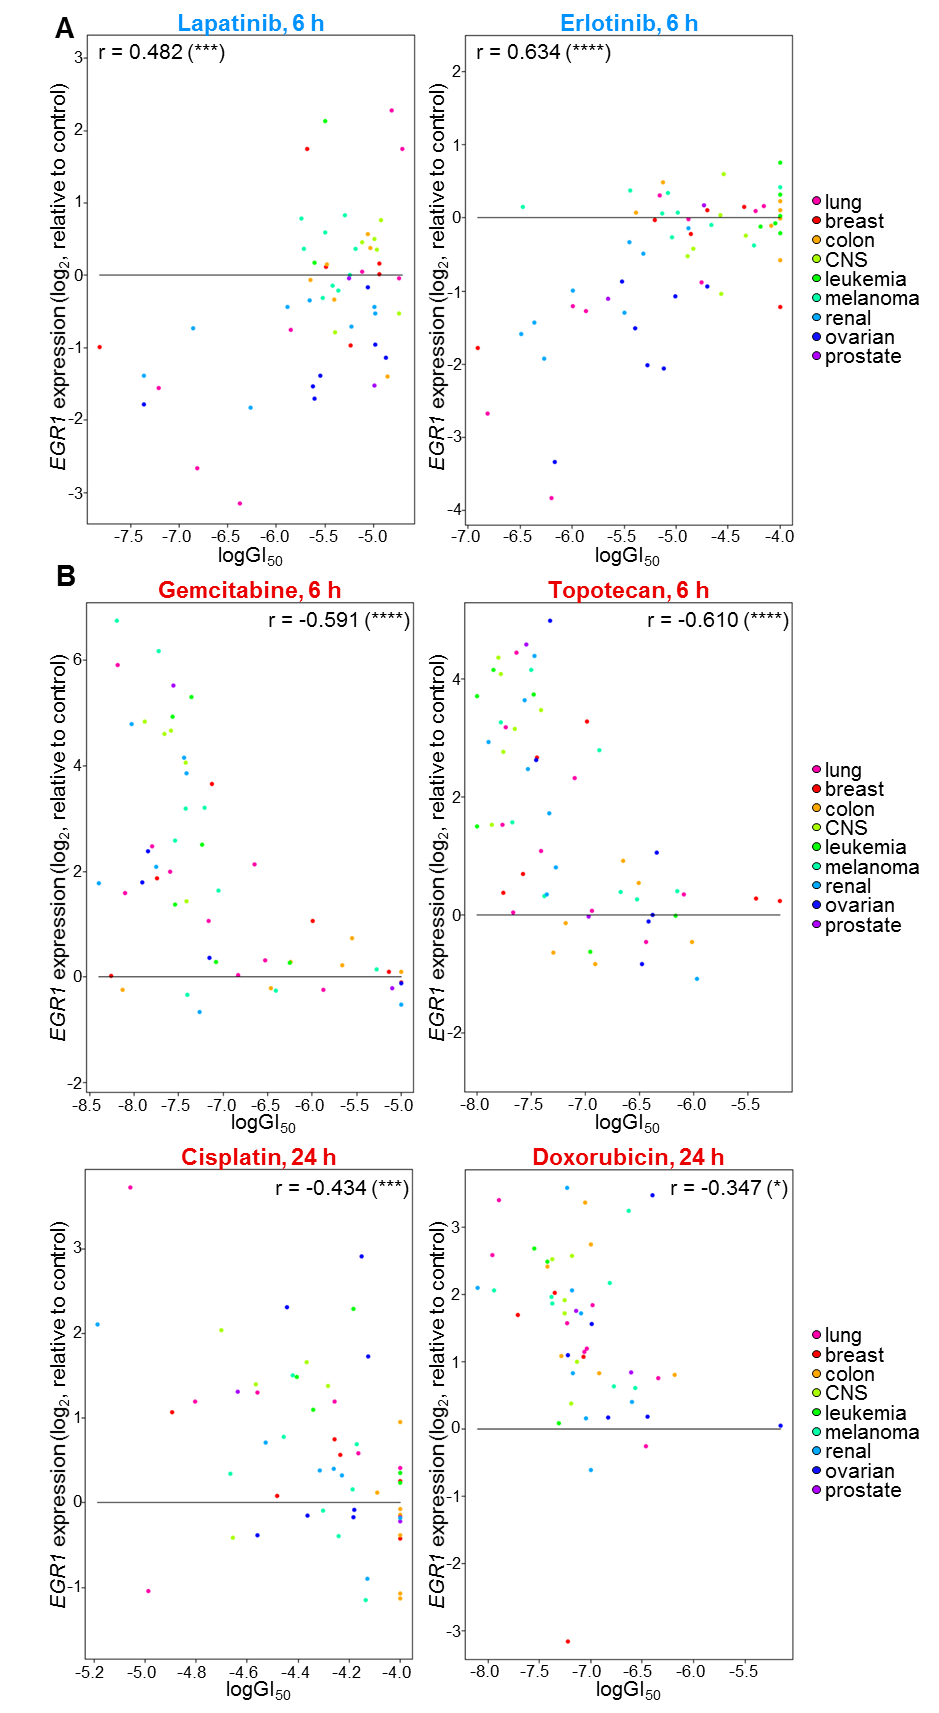 A
Lapatinib, 6 h
r = 0.482 (***)
EGR1 expression (log2, relative to control)
3
2
1
0
-1
-2
-3
-7.5 -7.0 -6.5 -6.0 -5.5 -5.0
logGI50
Erlotinib, 6 h
r = 0.634 (****)
EGR1 expression (log2, relative to control)
2
1
0
-1
-2
-3
-4
-7.0 -6.5 -6.0 -5.5 -5.0 -4.5 -4.0
logGI50
lung
breast
colon
CNS
leukemia
melanoma
renal
ovarian
prostate
B
Gemcitabine, 6 h
r = -0.591 (****)
EGR1 expression (log2, relative to control)
6
4
2
0
-2
-8.5 -8.0 -7.5 -7.0 -6.5 -6.0 -5.5 -5.0
logGI50
Topotecan, 6 h
r = -0.610 (****)
EGR1 expression (log2, relative to control)
4
2
0
-2
-8.0 -7.5 -7.0 -6.5 -6.0 -5.5
logGI50
lung
breast
colon
CNS
leukemia
melanoma
renal
ovarian
prostate
Cisplatin, 24 h
r = -0.434 (***)
EGR1 expression (log2, relative to control)
3
2
1
0
-1
-5.2 -5.0 -4.8 -4.6 -4.4 -4.2 -4.0
logGI50
Doxorubicin, 24 h
r = -0.347 (*)
EGR1 expression (log2, relative to control)
3
2
1
0
-1
-2
-3
-8.0 -7.5 -7.0 -6.5 -6.0 -5.5
logGI50
lung
breast
colon
CNS
leukemia
melanoma
renal
ovarian
prostate